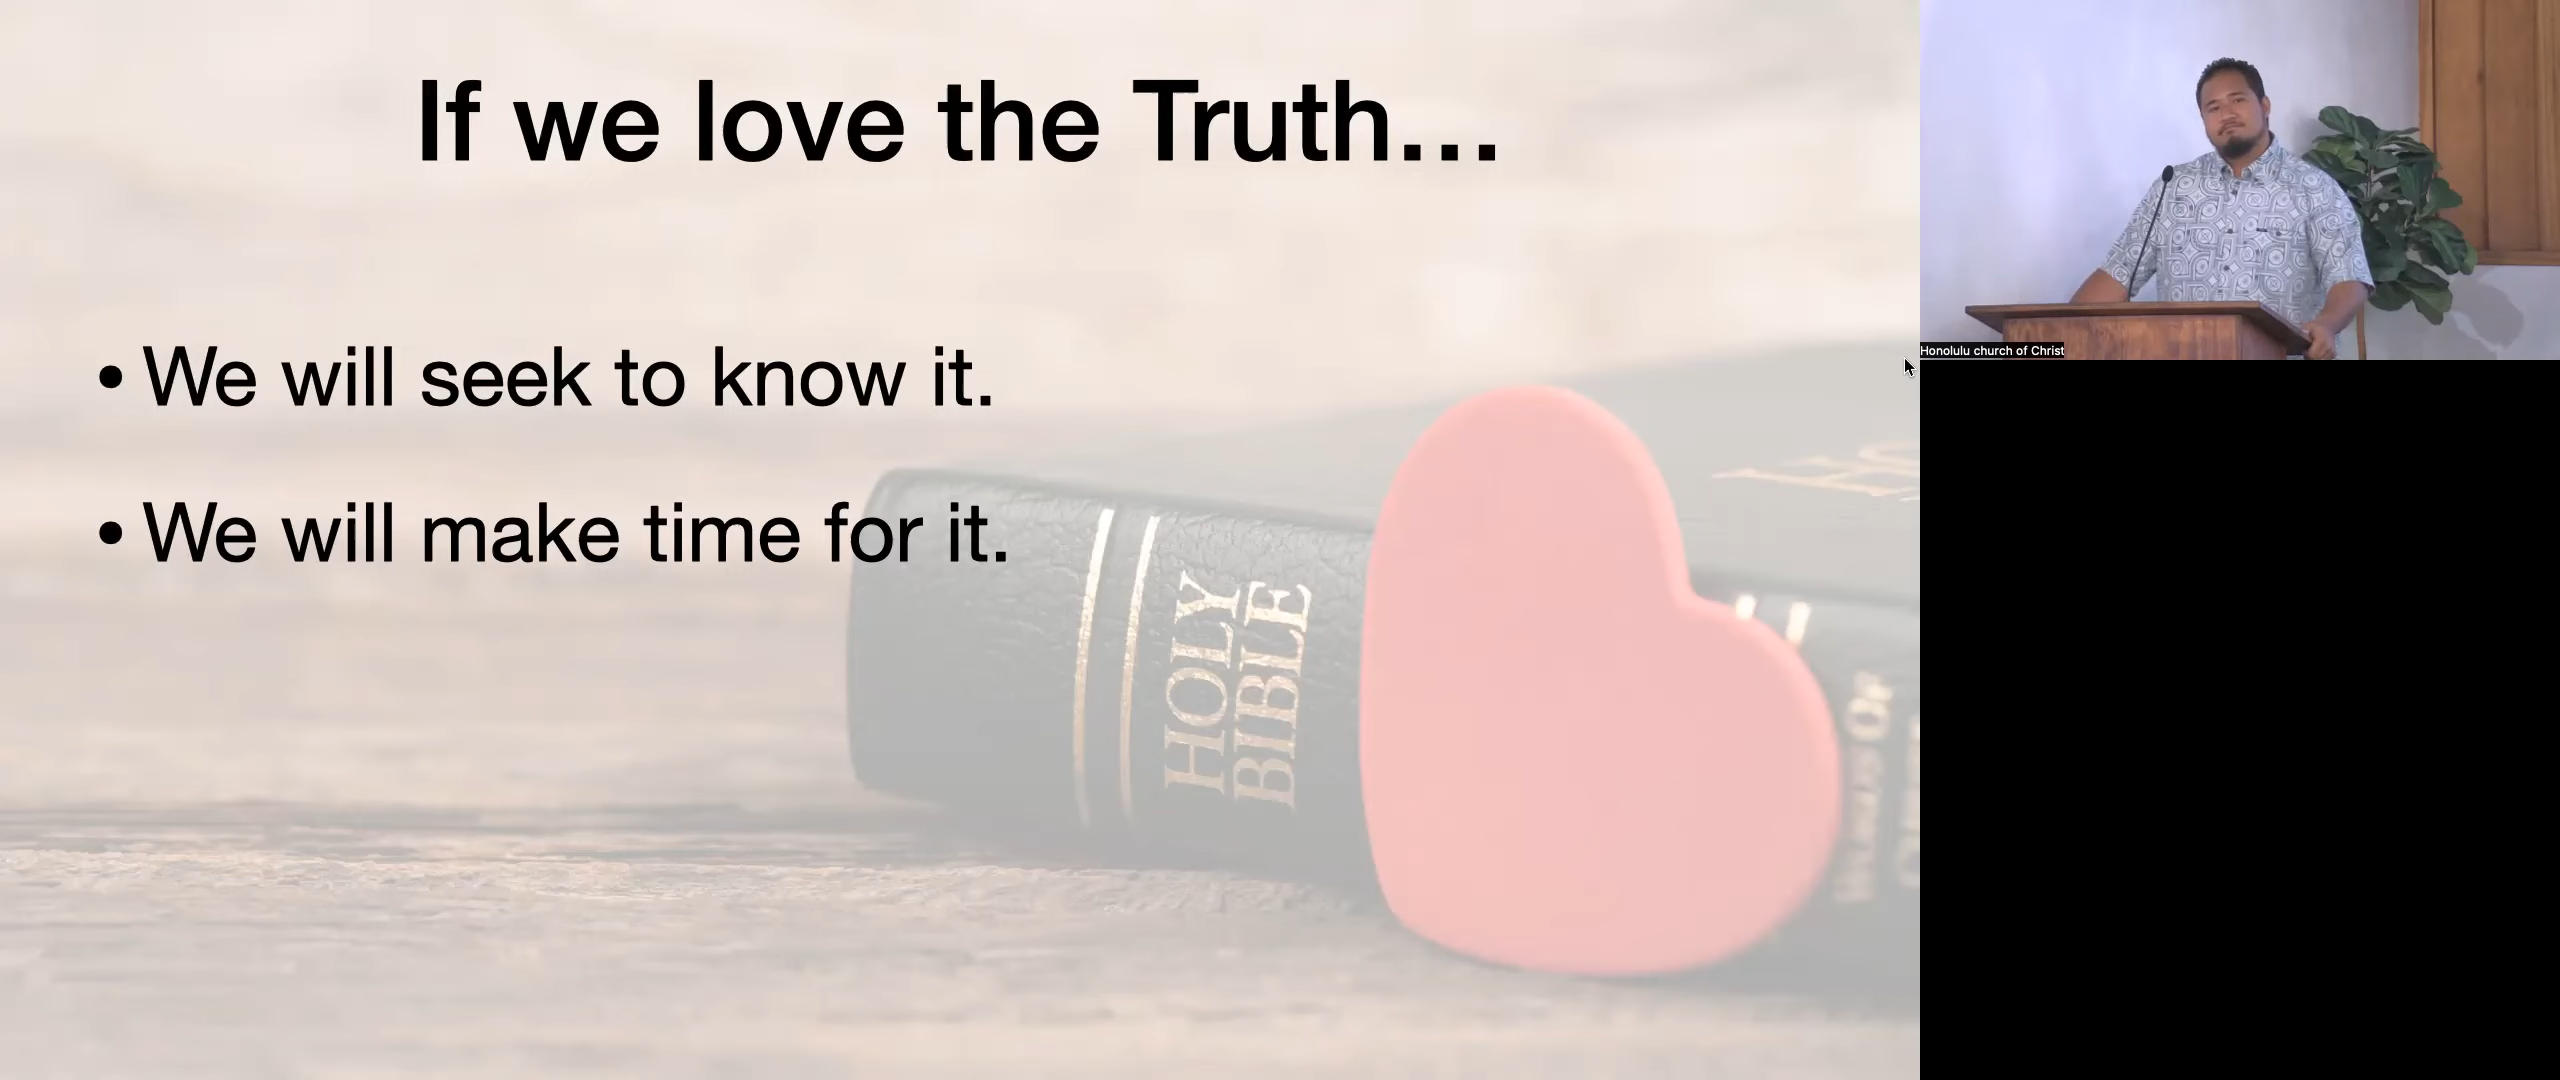 If we love the Truth…
• We will seek to know it.
• We will make time for it.
HOLY
BIBLE
Honolulu church of Christ